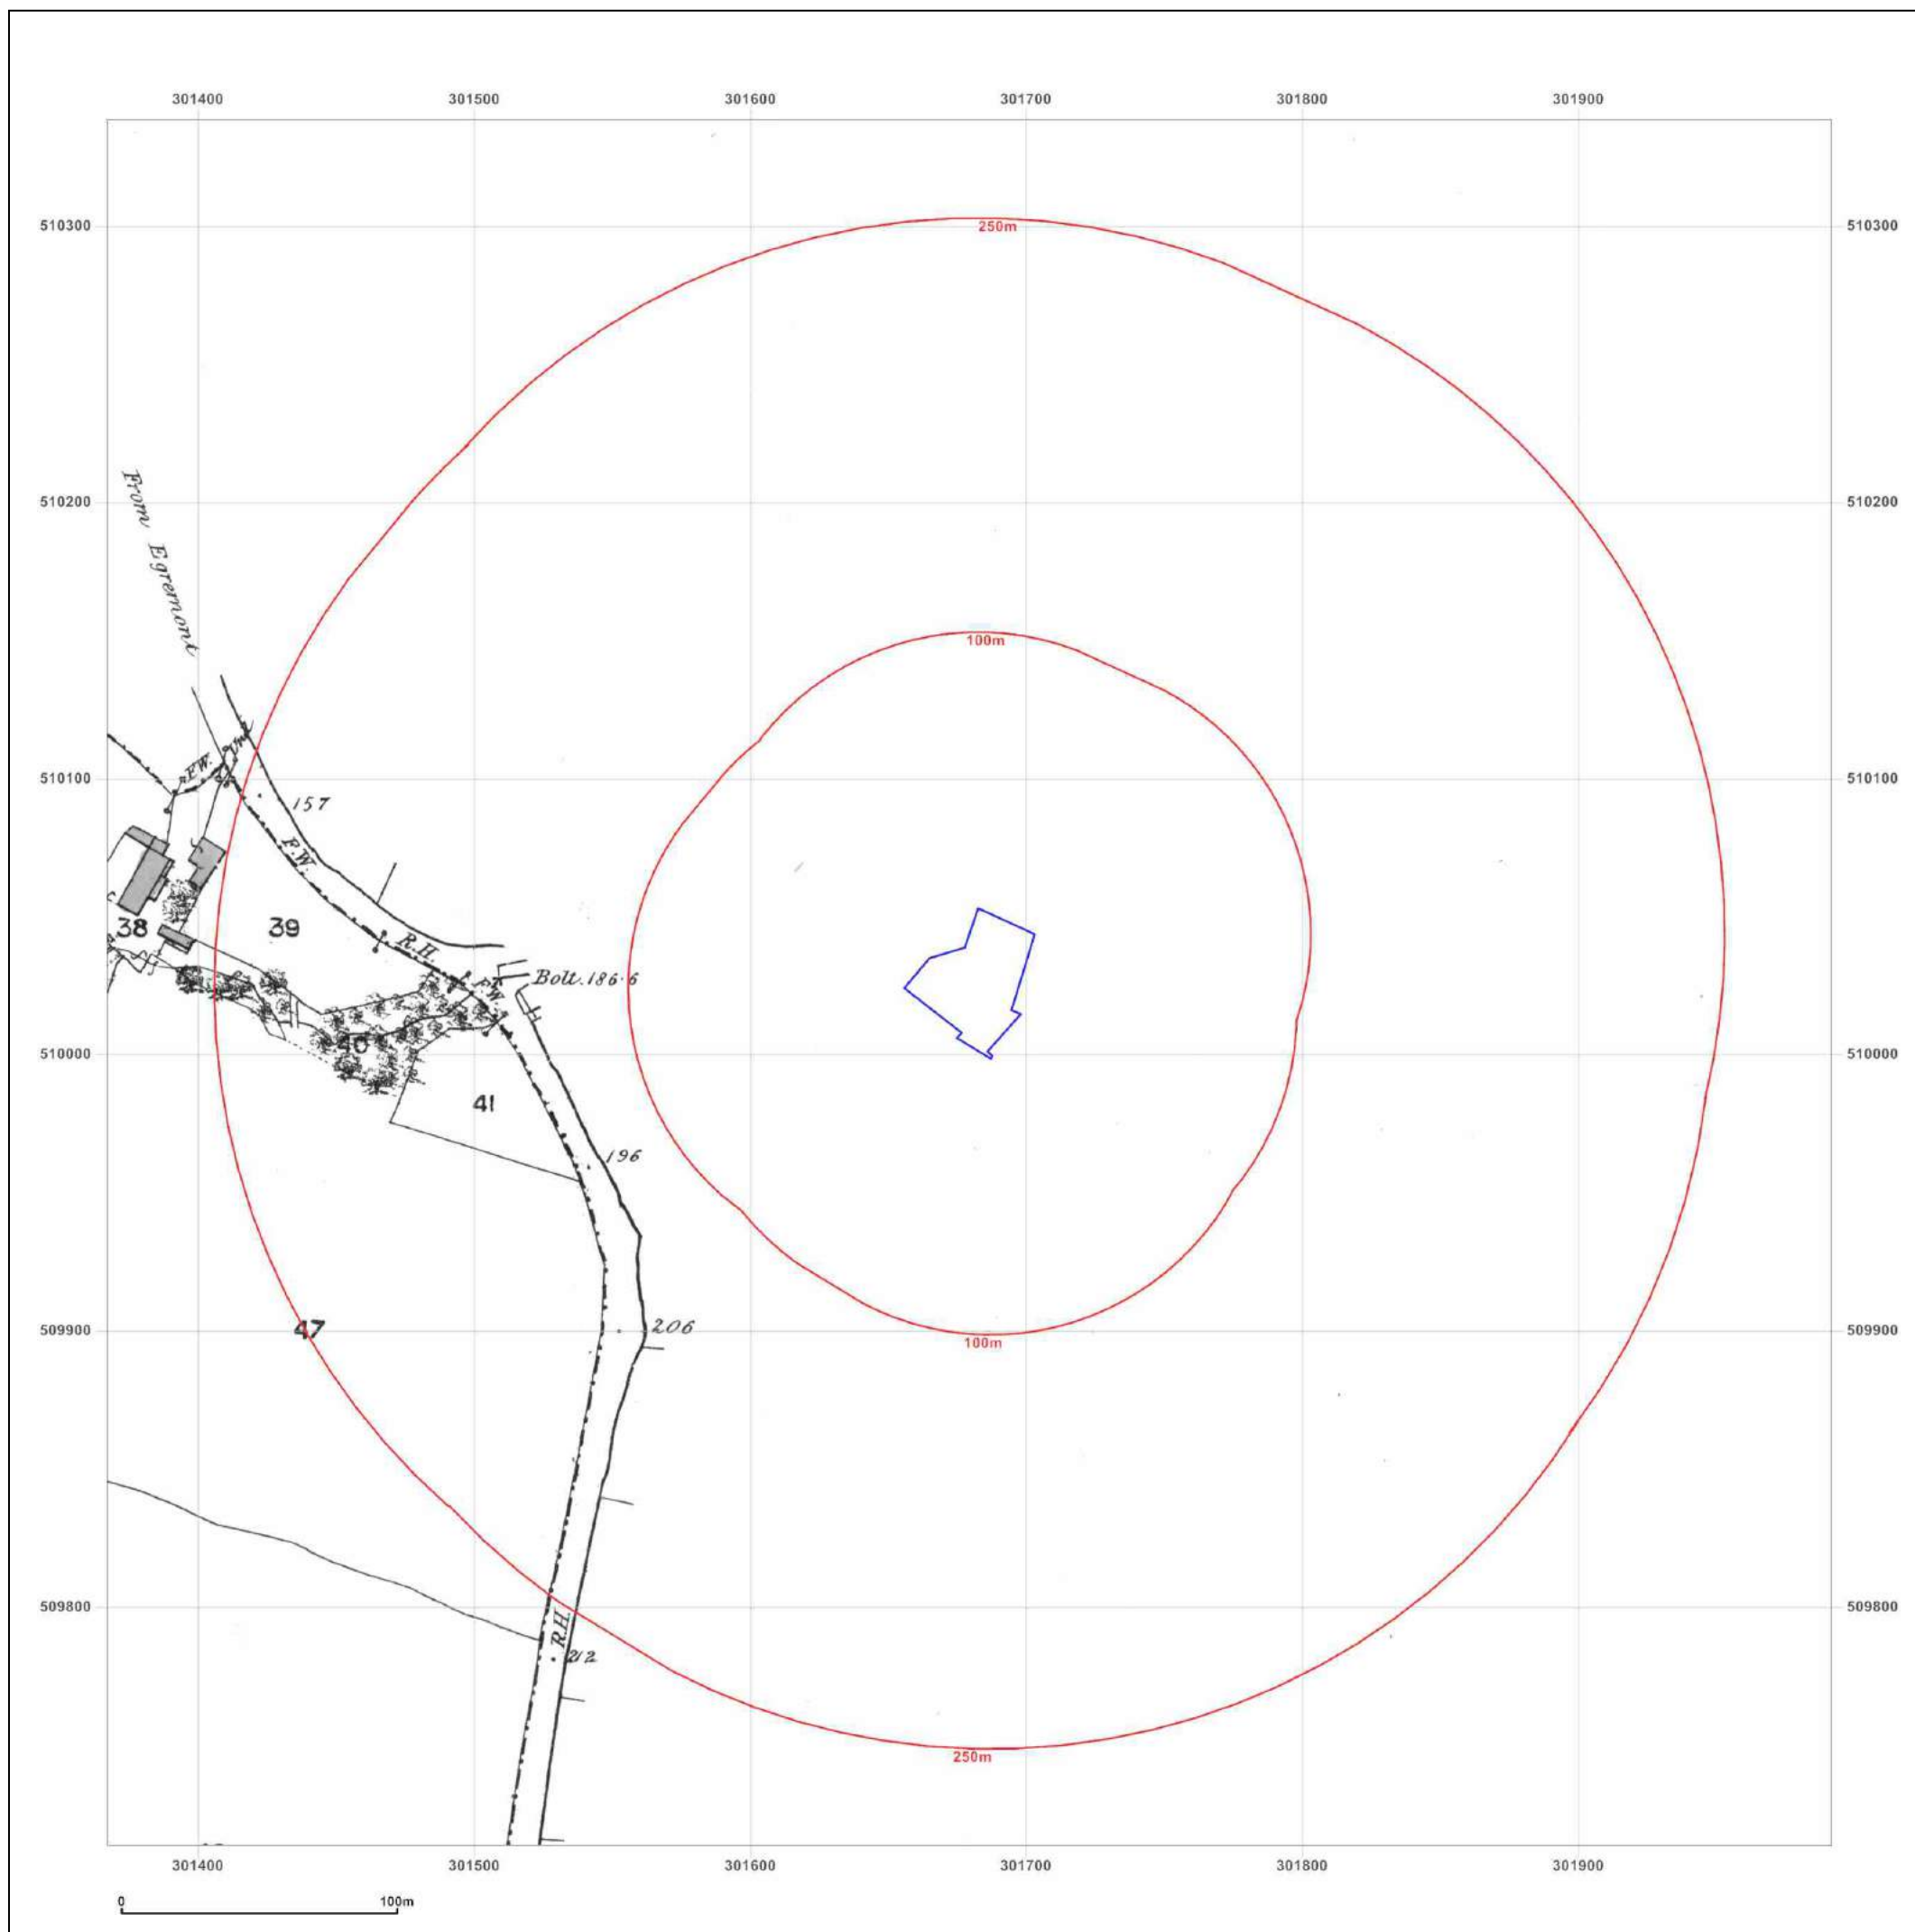 301400 301500 301600 301700 301800 301900
510300 250m 510300
510200 510200
From Egremont
100m
F.W.
510100 510100
157
F.W.
38 39
R.H.
F.W. Bolt.186·6
510000 40 510000
41
196
509900 47 206 509900
100m
509800 509800
R.H.
212
250m
301400 301500 301600 301700 301800 301900
0 100m